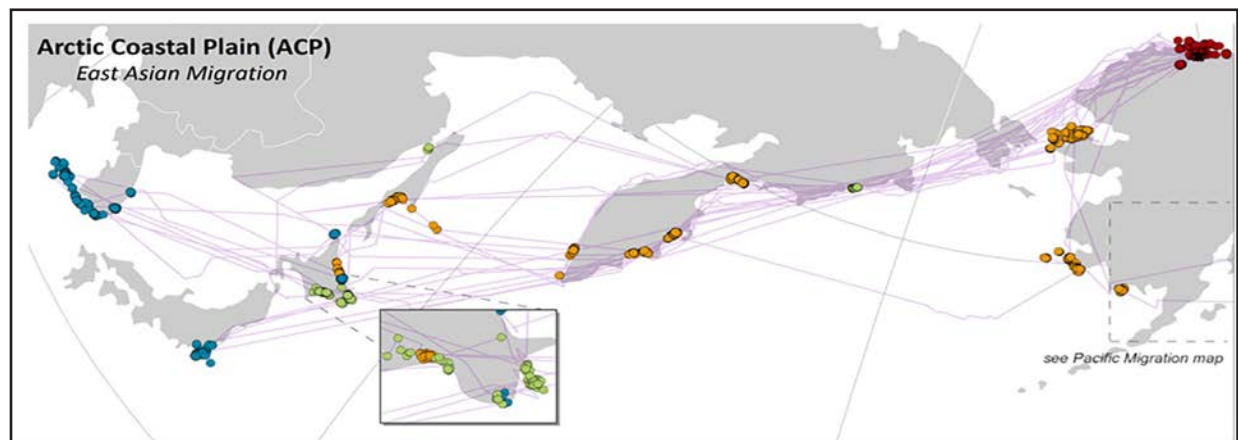 Arctic Coastal Plain (ACP)
East Asian Migration
see Pacific Migration map